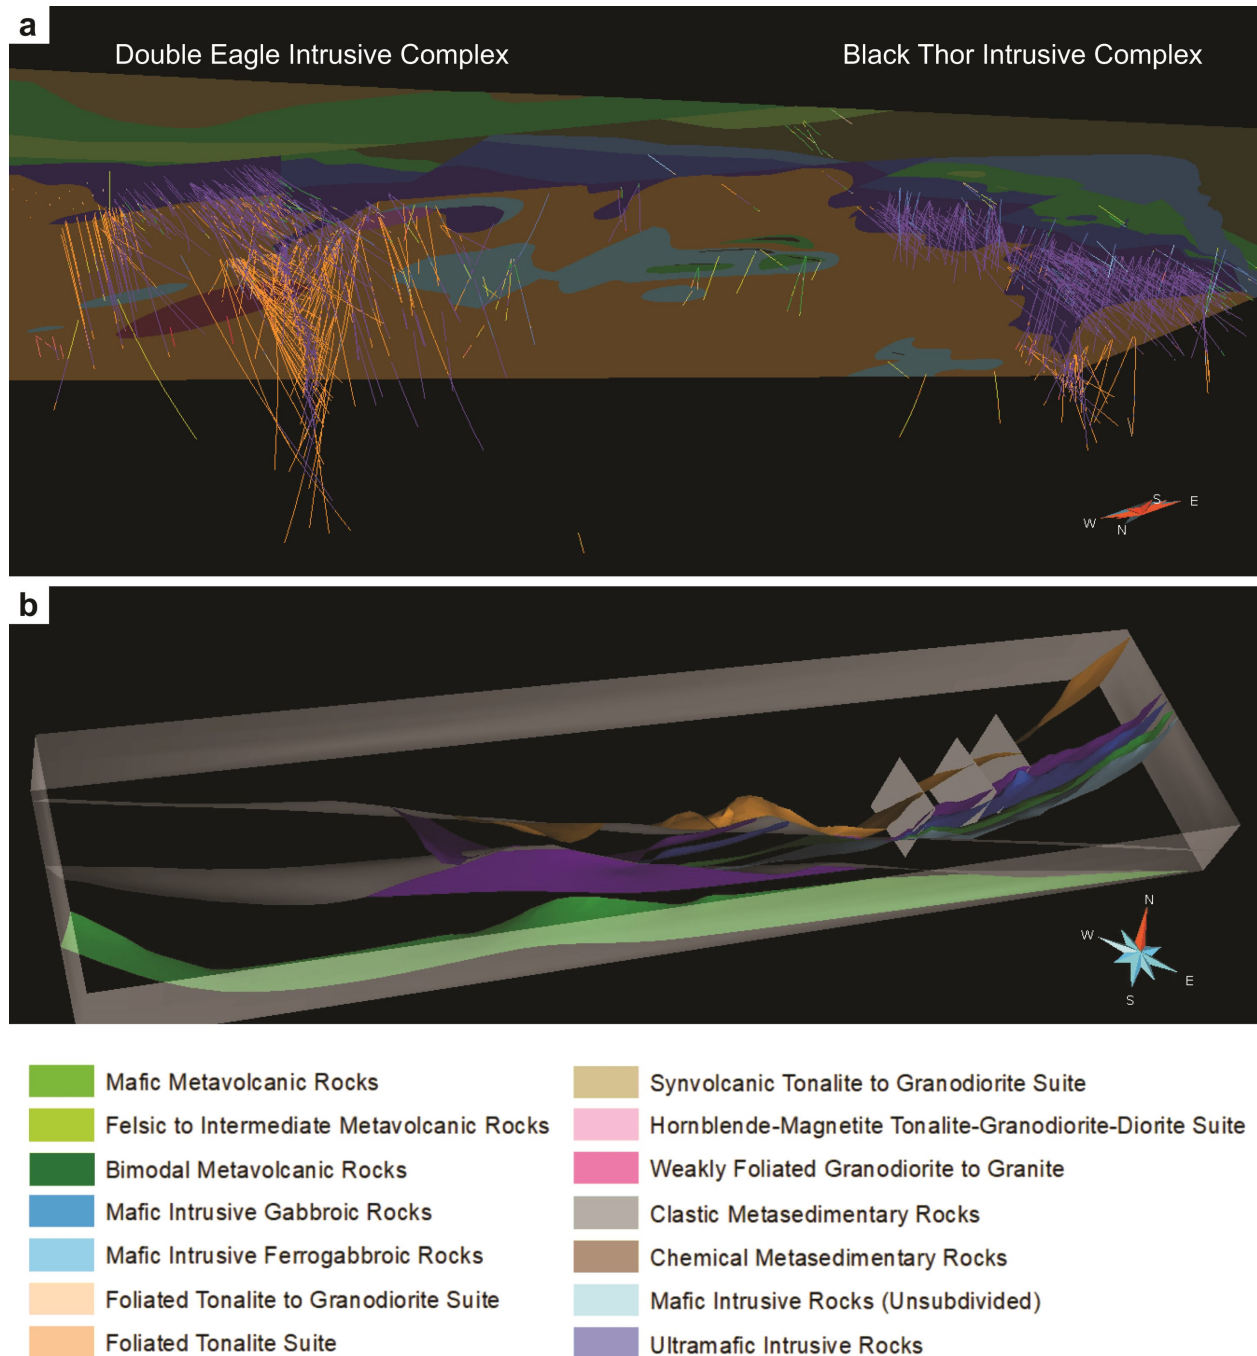 a
Double Eagle Intrusive Complex
Black Thor Intrusive Complex
S
E
W
N
b
N
W
E
S
Mafic Metavolcanic Rocks
Felsic to Intermediate Metavolcanic Rocks
Bimodal Metavolcanic Rocks
Mafic Intrusive Gabbroic Rocks
Mafic Intrusive Ferrogabbroic Rocks
Foliated Tonalite to Granodiorite Suite
Foliated Tonalite Suite
Synvolcanic Tonalite to Granodiorite Suite
Hornblende-Magnetite Tonalite-Granodiorite-Diorite Suite
Weakly Foliated Granodiorite to Granite
Clastic Metasedimentary Rocks
Chemical Metasedimentary Rocks
Mafic Intrusive Rocks (Unsubdivided)
Ultramafic Intrusive Rocks